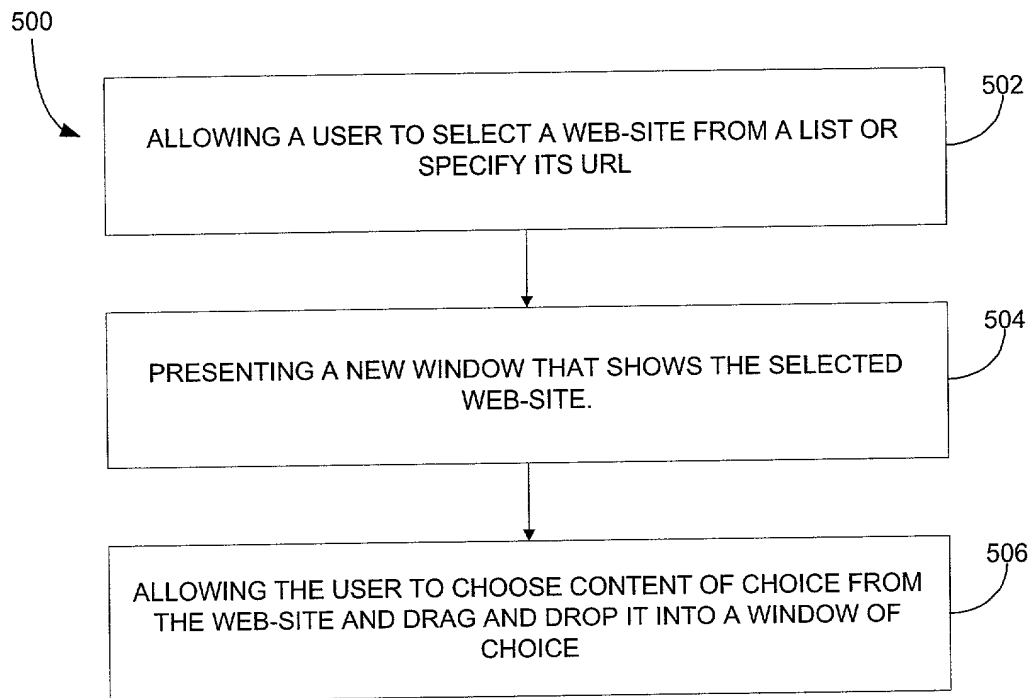 500
502
ALLOWING A USER TO SELECT A WEB-SITE FROM A LIST OR
SPECIFY ITS URL
504
PRESENTING A NEW WINDOW THAT SHOWS THE SELECTED
WEB-SITE.
506
ALLOWING THE USER TO CHOOSE CONTENT OF CHOICE FROM
THE WEB-SITE AND DRAG AND DROP IT INTO A WINDOW OF
CHOICE